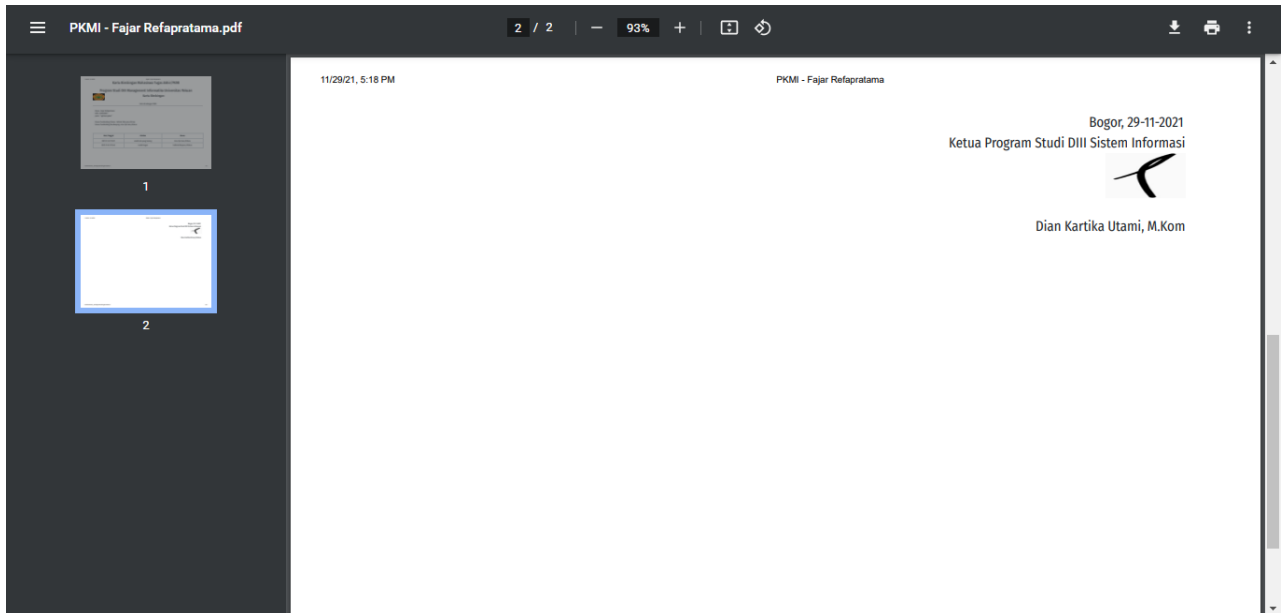 PKMI - Fajar Refapratama.pdf
2 / 2
93%
1
2
11/29/21, 5:18 PM
PKMI - Fajar Refapratama
Bogor, 29-11-2021
Ketua Program Studi DIII Sistem Informasi
Dian Kartika Utami, M.Kom